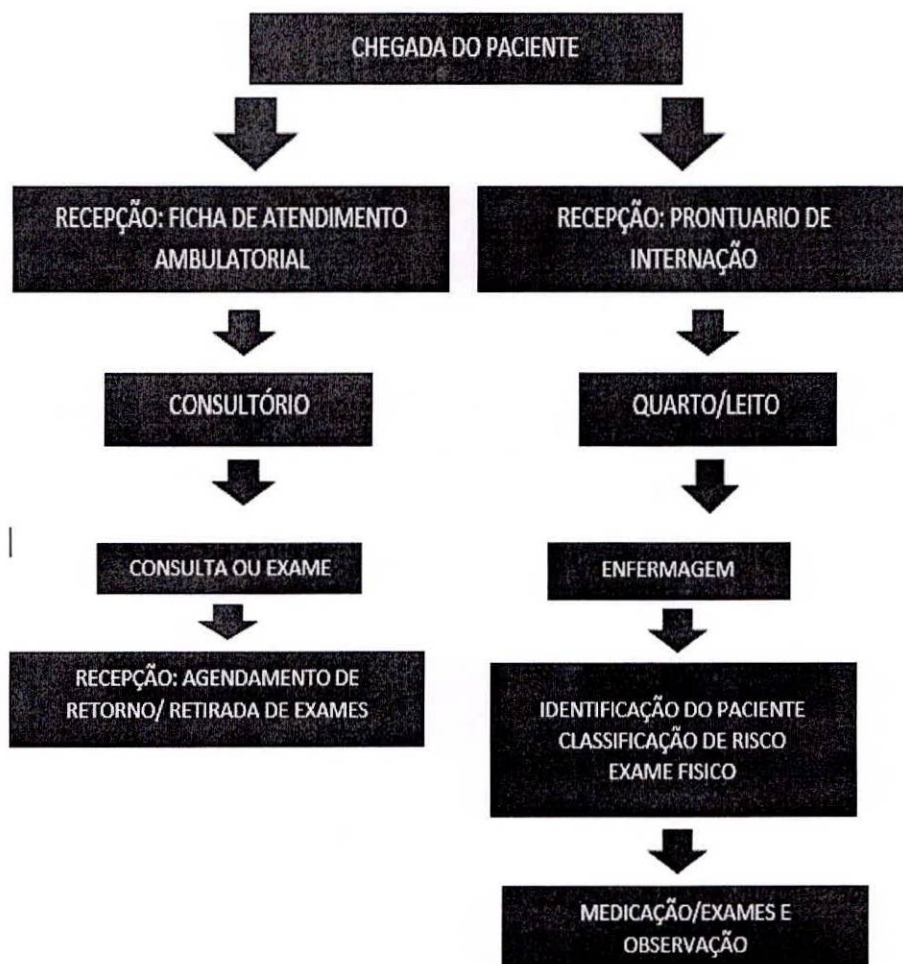 CHEGADA DO PACIENTE
RECEPÇÃO: FICHA DE ATENDIMENTO
AMBULATORIAL
RECEPÇÃO: PRONTUARIO DE
INTERNAÇÃO
CONSULTÓRIO
QUARTO/LEITO
CONSULTA OU EXAME
ENFERMAGEM
RECEPÇÃO: AGENDAMENTO DE
RETORNO/ RETIRADA DE EXAMES
IDENTIFICAÇÃO DO PACIENTE
CLASSIFICAÇÃO DE RISCO
EXAME FISICO
MEDICAÇÃO/EXAMES E
OBSERVAÇÃO